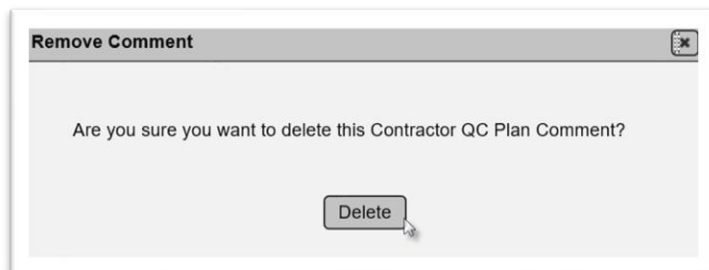 Remove Comment
Are you sure you want to delete this Contractor QC Plan Comment?
Delete